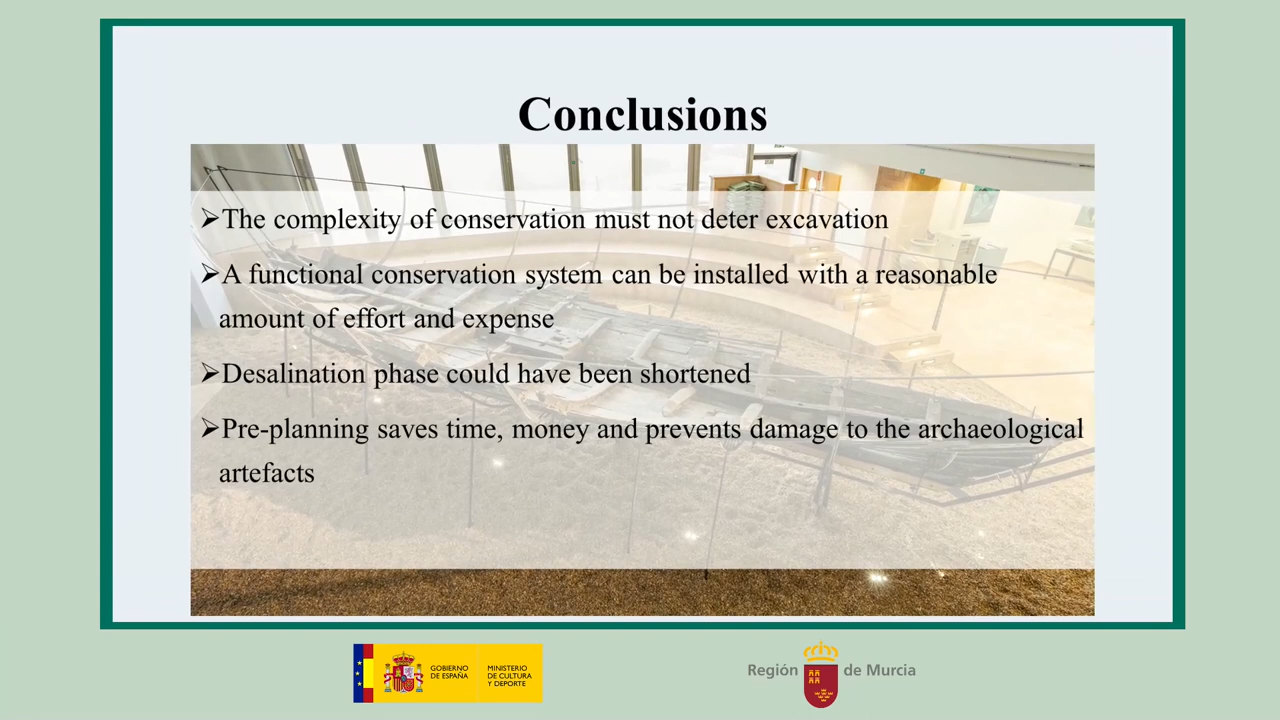 Conclusions
➢The complexity of conservation must not deter excavation
➢A functional conservation system can be installed with a reasonable
amount of effort and expense
➢Desalination phase could have been shortened
➢Pre-planning saves time, money and prevents damage to the archaeological
artefacts
GOBIERNO
DE ESPAÑA
MINISTERIO
DE CULTURA
Y DEPORTE
Región de Murcia